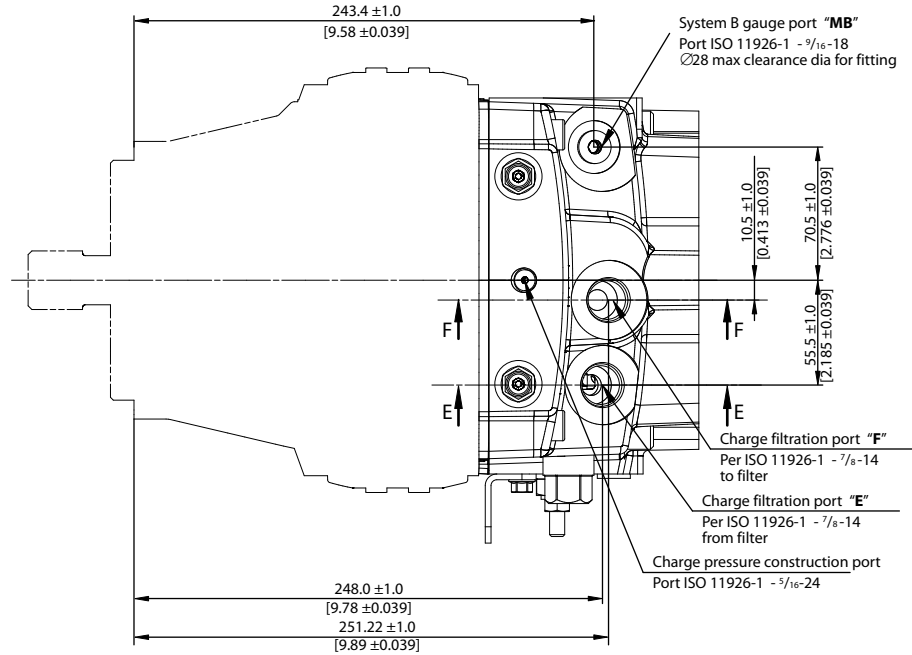 243.4 ±1.0
[9.58 ±0.039]
System B gauge port "MB"
Port ISO 11926-1 - 9/16-18
∅28 max clearance dia for fitting
10.5 ±1.0
[0.413 ±0.039]
70.5 ±1.0
[2.776 ±0.039]
55.5 ±1.0
[2.185 ±0.039]
F
F
E
E
Charge filtration port "F"
Per ISO 11926-1 - 7/8-14
to filter
Charge filtration port "E"
Per ISO 11926-1 - 7/8-14
from filter
Charge pressure construction port
Port ISO 11926-1 - 5/16-24
248.0 ±1.0
[9.78 ±0.039]
251.22 ±1.0
[9.89 ±0.039]